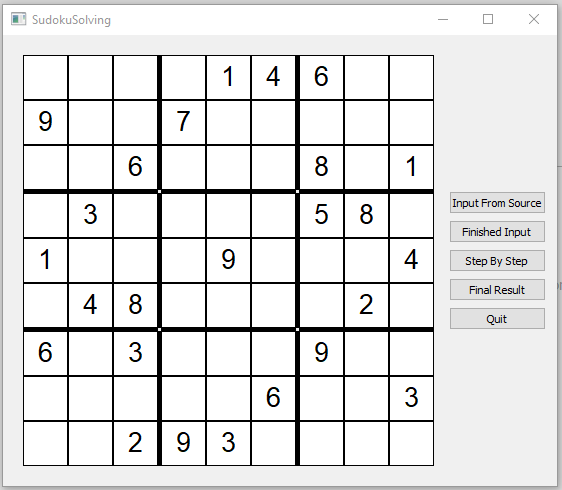 SudokuSolving
1 4 6
9 7
6 8 1
3 5 8
Input From Source
1 9 4
Finished Input
Step By Step
4 8 2
Final Result
Quit
6 3 9
6 3
2 9 3